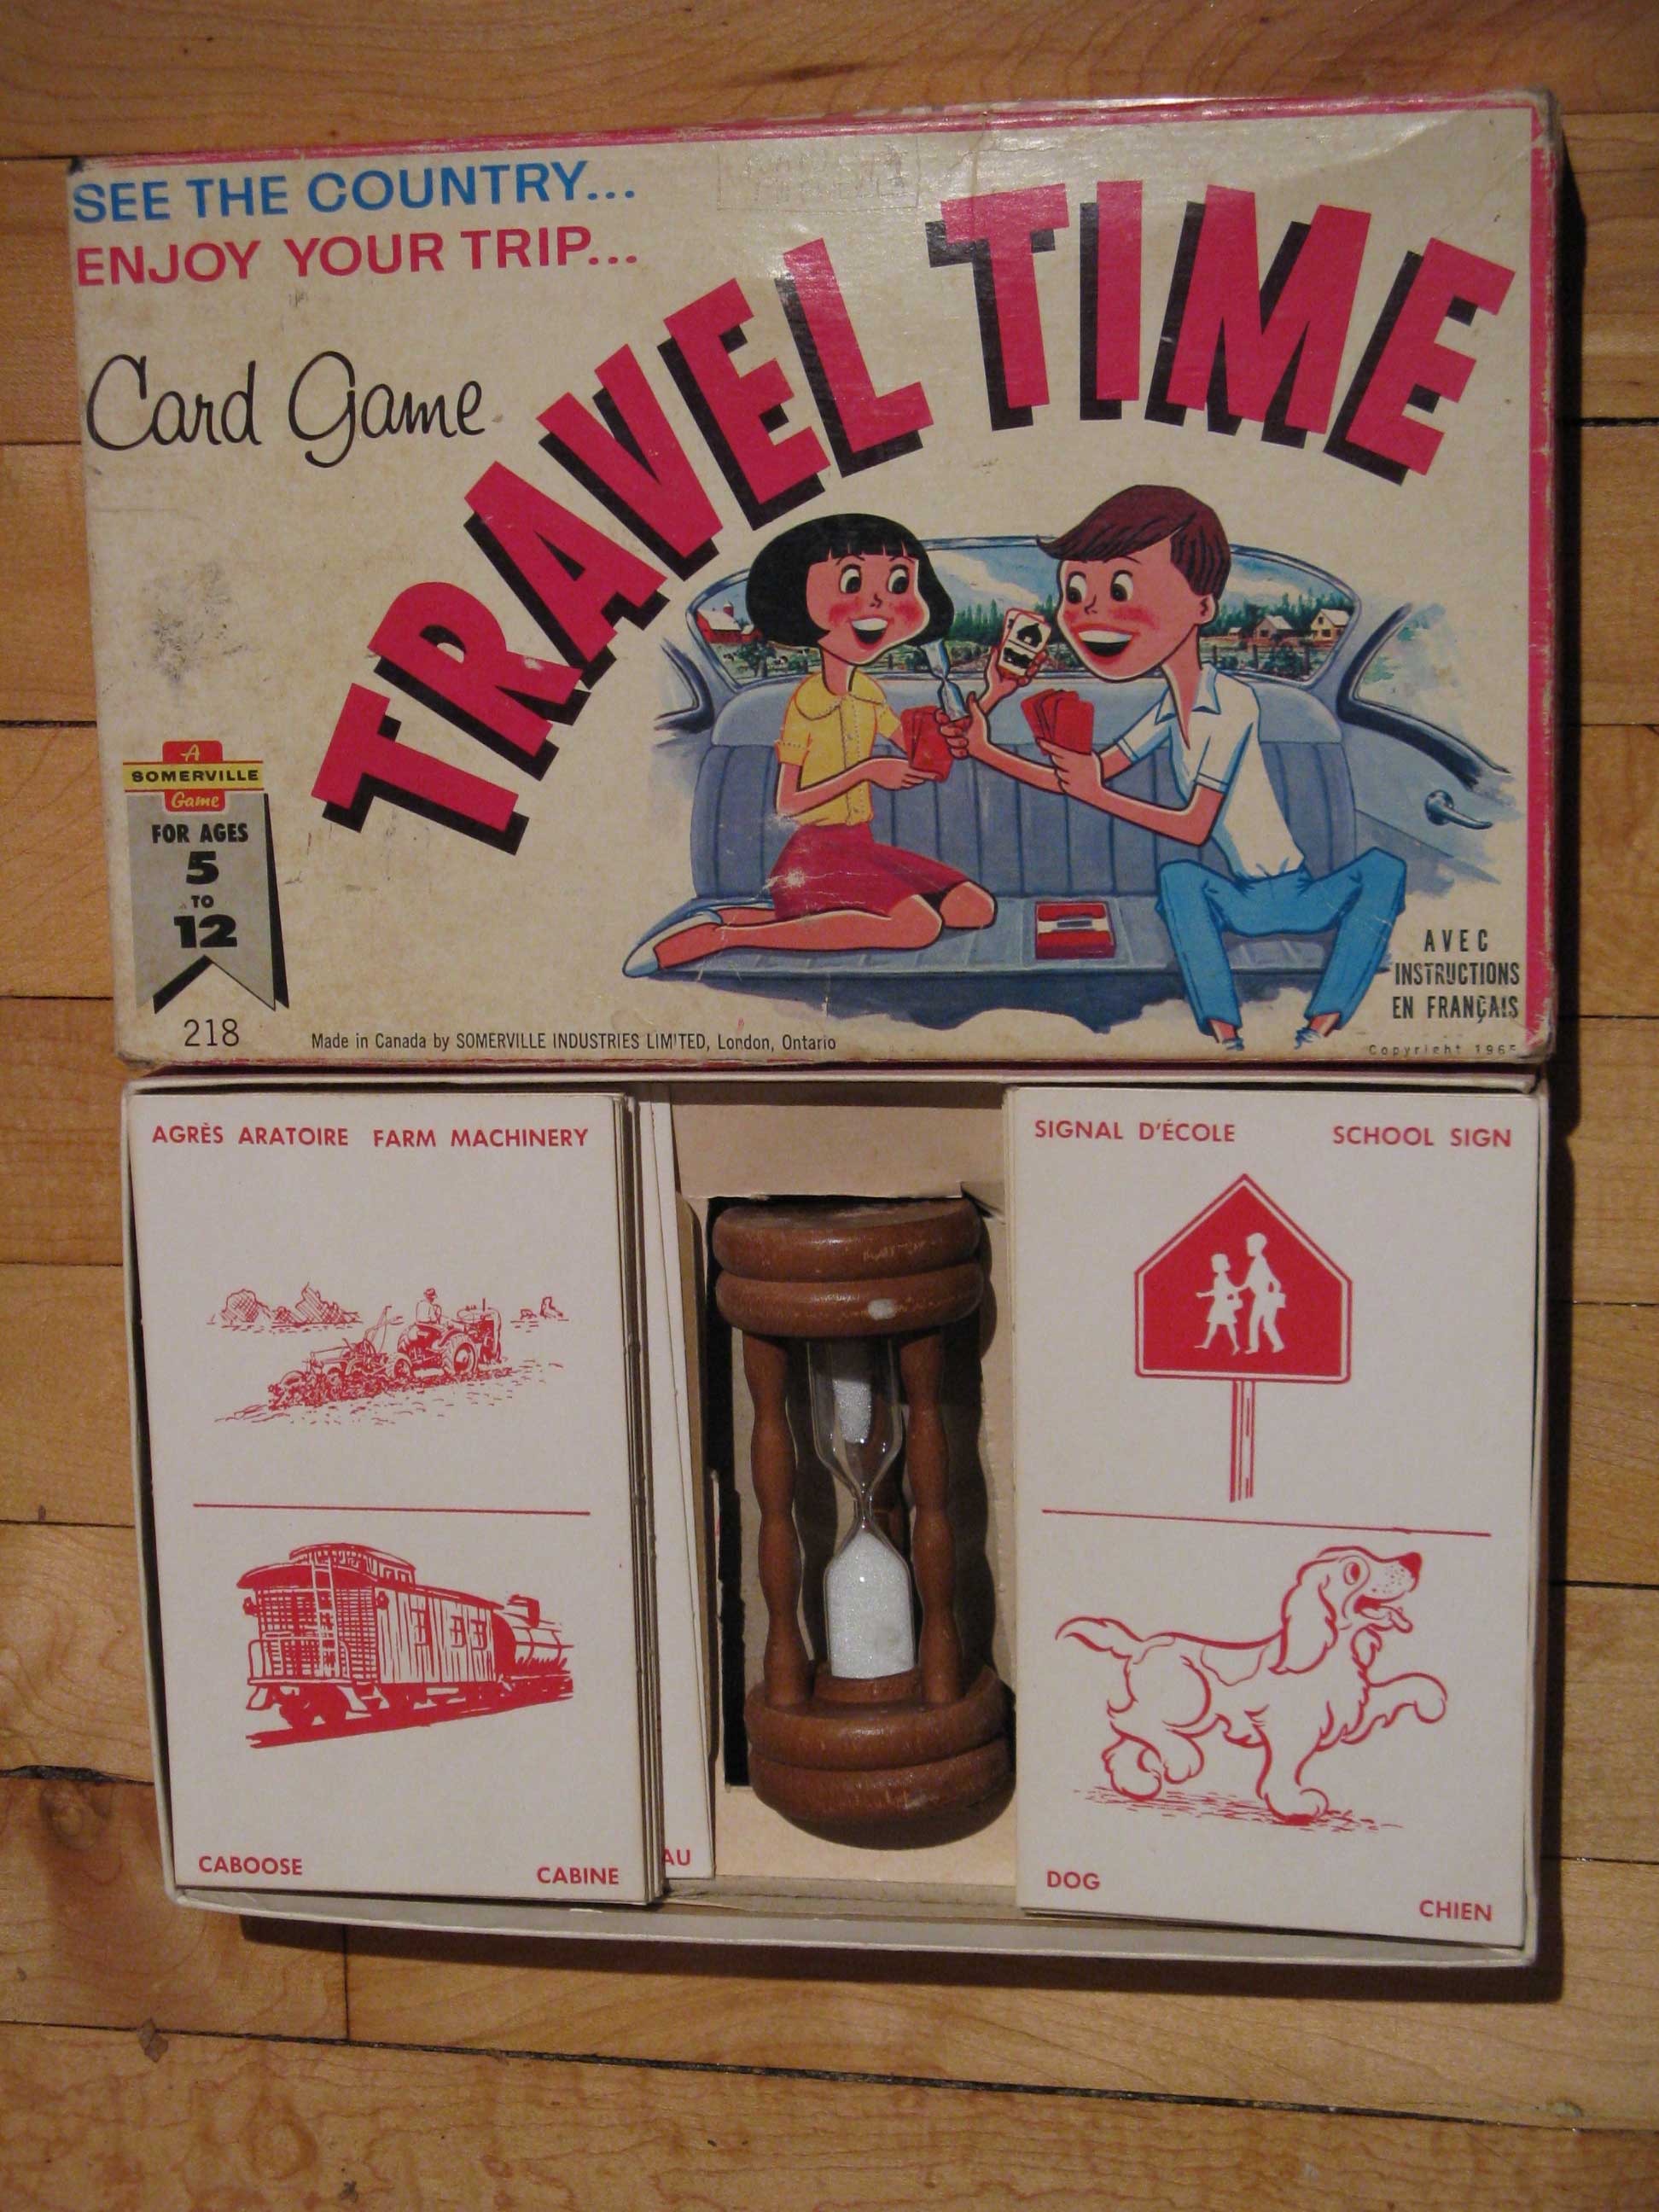 SEE THE COUNTRY...
ENJOY YOUR TRIP...
Card Game
TRAVEL TIME
A
SOMERVILLE
Game
FOR AGES
5
TO
12
218
Made in Canada by SOMERVILLE INDUSTRIES LIMITED, London, Ontario
AVEC
INSTRUCTIONS
EN FRANÇAIS
Copyright 1965
AGRÈS ARATOIRE FARM MACHINERY
CABOOSE CABINE
AU
SIGNAL D'ÉCOLE SCHOOL SIGN
DOG
CHIEN